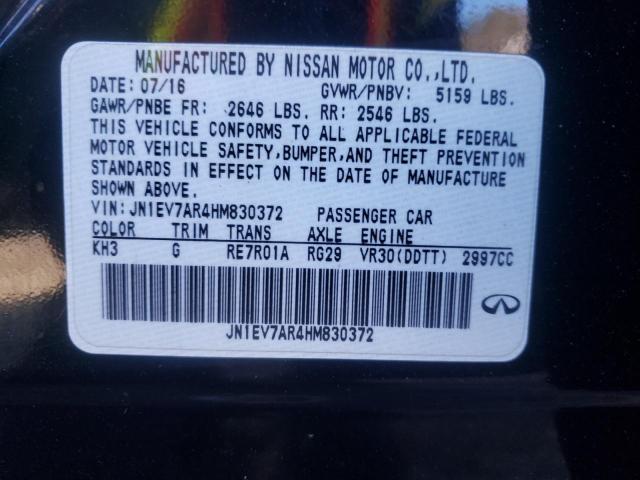 MANUFACTURED BY NISSAN MOTOR CO.,LTD.
DATE: 07/16 GVWR/PNBV: 5159 LBS.
GAWR/PNBE FR: 2646 LBS. RR: 2546 LBS.
THIS VEHICLE CONFORMS TO ALL APPLICABLE FEDERAL
MOTOR VEHICLE SAFETY,BUMPER,AND THEFT PREVENTION
STANDARDS IN EFFECT ON THE DATE OF MANUFACTURE
SHOWN ABOVE.
VIN:JN1EV7AR4HM830372 PASSENGER CAR
COLOR TRIM TRANS AXLE ENGINE
KH3 G RE7R01A RG29 VR30(DDTT) 2997CC
JN1EV7AR4HM830372